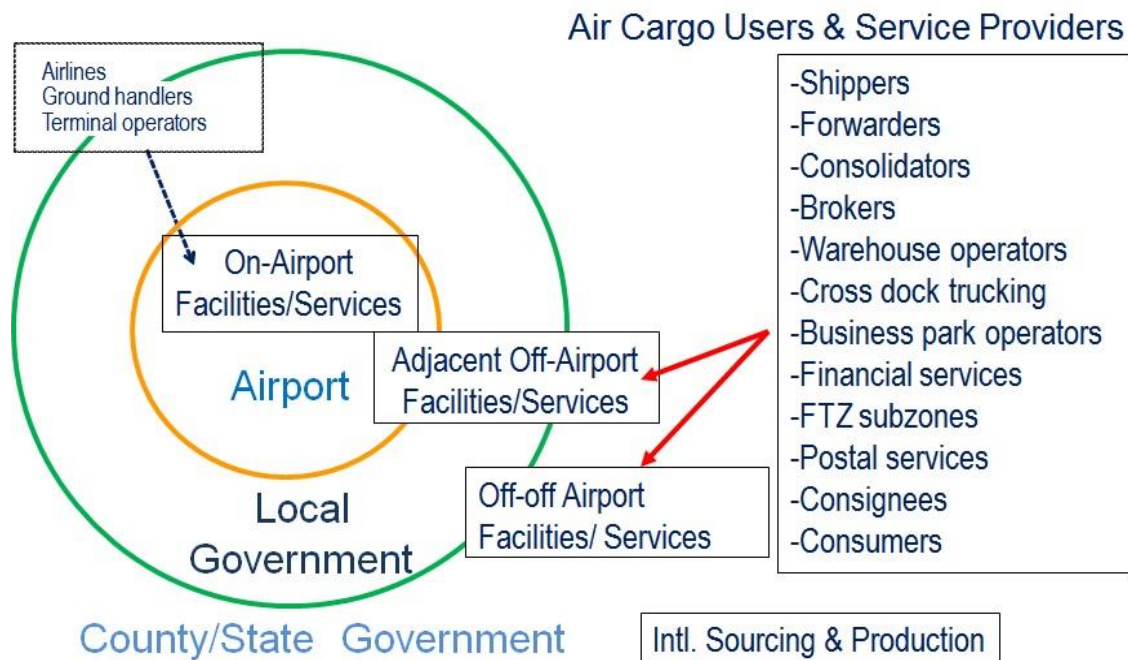 Air Cargo Users & Service Providers
Airlines
Ground handlers
Terminal operators
On-Airport
Facilities/Services
Airport
Adjacent Off-Airport
Facilities/Services
Off-off Airport
Facilities/ Services
Local
Government
County/State Government
-Shippers
-Forwarders
-Consolidators
-Brokers
-Warehouse operators
-Cross dock trucking
-Business park operators
-Financial services
-FTZ subzones
-Postal services
-Consignees
-Consumers
Intl. Sourcing & Production